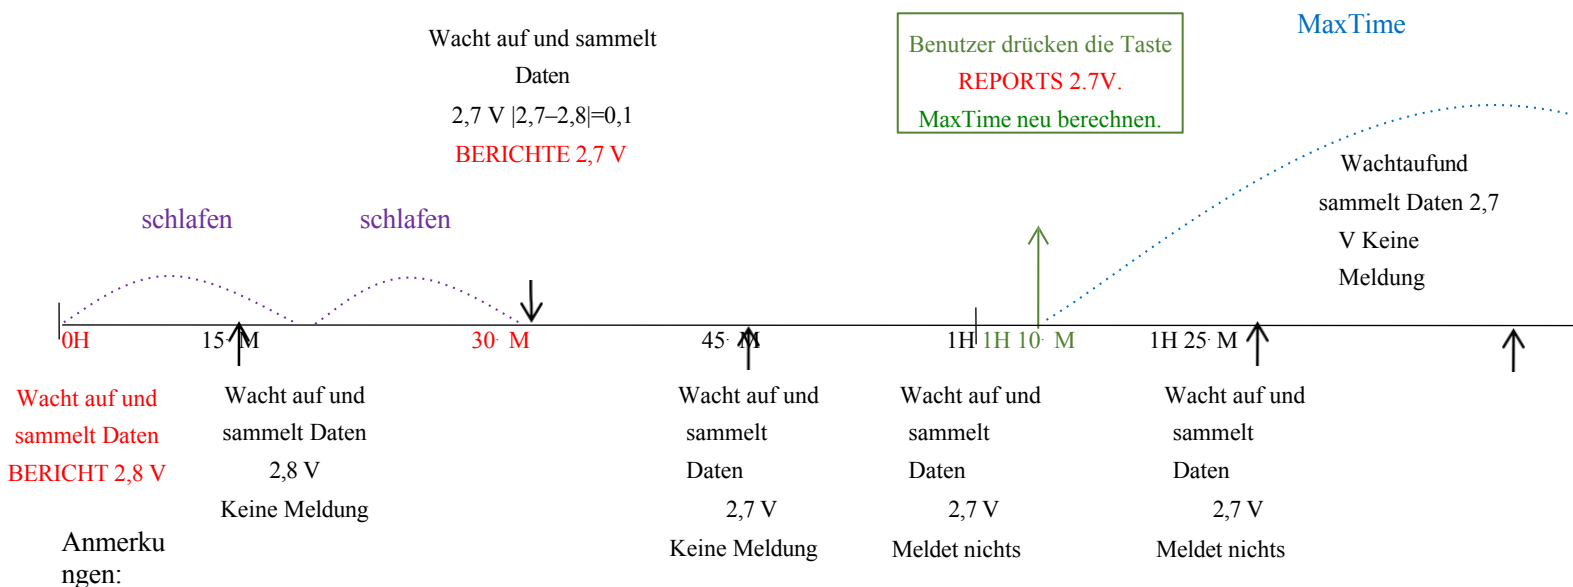 MaxTime
Wacht auf und sammelt
Daten
2,7 V |2,7–2,8|=0,1
BERICHTE 2,7 V
Benutzer drücken die Taste
REPORTS 2.7V.
MaxTime neu berechnen.
Wachtaufund
sammelt Daten 2,7
V Keine
Meldung
schlafen
schlafen
0H
15· M
30· M
45· M
1H
1H 10· M
1H 25· M
Wacht auf und
sammelt Daten
BERICHT 2,8 V
Wacht auf und
sammelt Daten
2,8 V
Keine Meldung
Wacht auf und
sammelt
Daten
2,7 V
Keine Meldung
Wacht auf und
sammelt
Daten
2,7 V
Meldet nichts
Wacht auf und
sammelt
Daten
2,7 V
Meldet nichts
Anmerku
ngen: